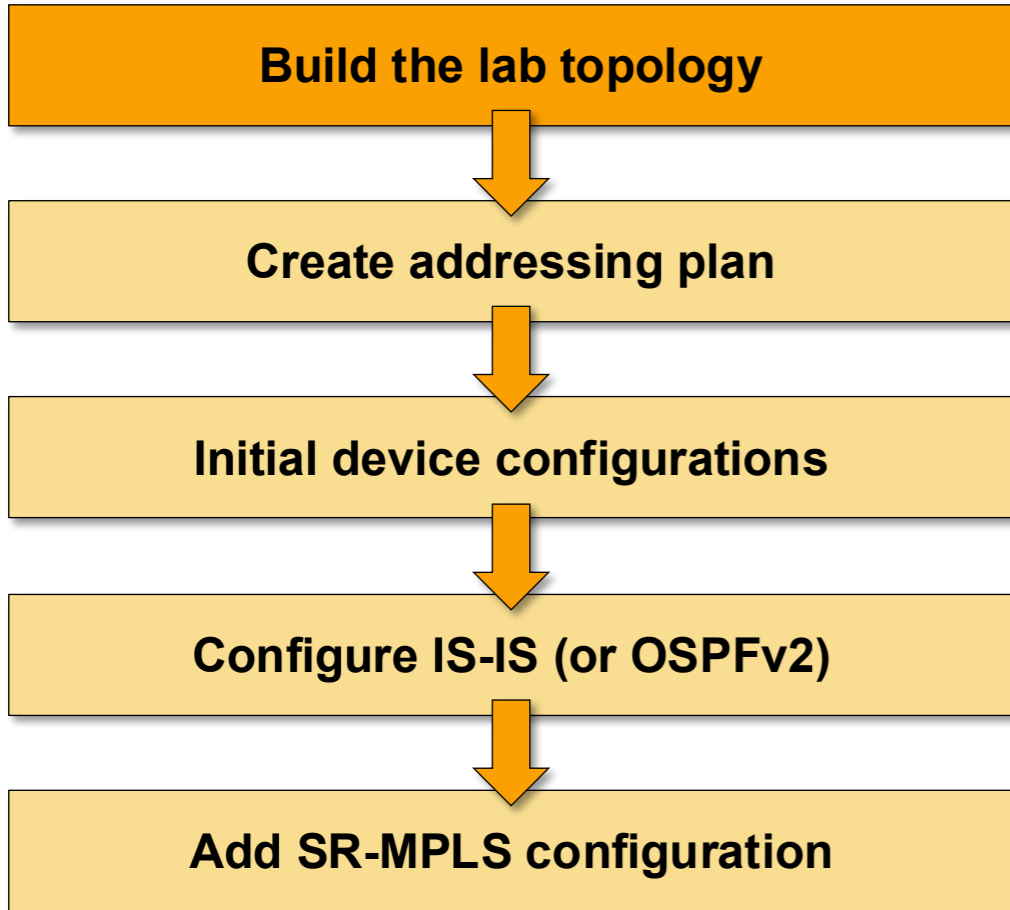 Build the lab topology
Create addressing plan
Initial device configurations
Configure IS-IS (or OSPFv2)
Add SR-MPLS configuration